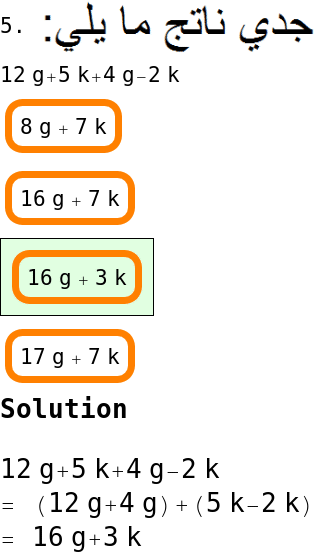 5. جدي ناتج ما يلي:
12 g+5 k+4 g−2 k
8 g + 7 k
16 g + 7 k
16 g + 3 k
17 g + 7 k
Solution
12 g+5 k+4 g−2 k
= (12 g+4 g)+(5 k−2 k)
= 16 g+3 k